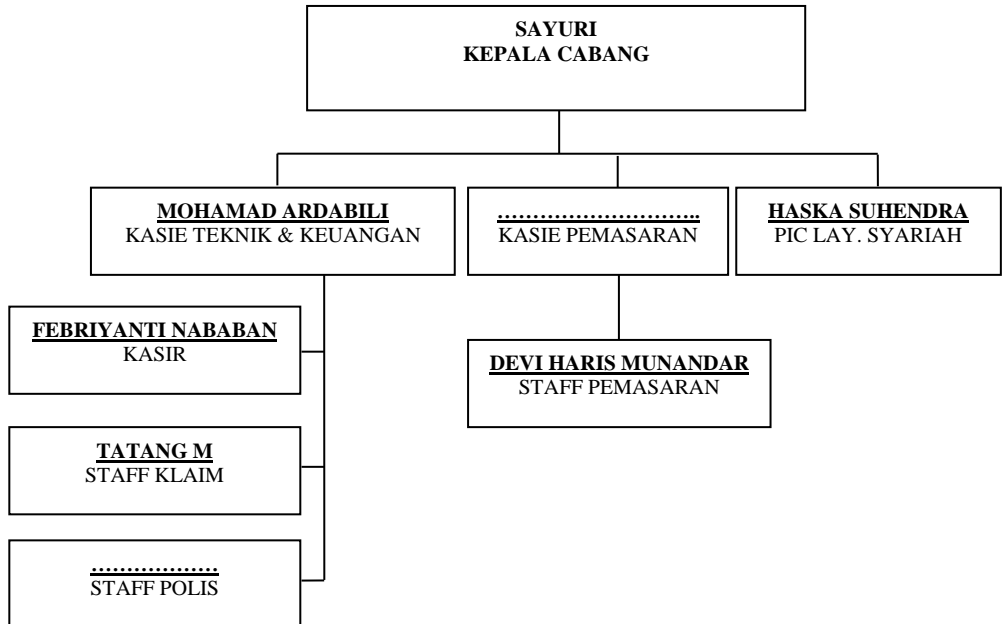 SAYURI
KEPALA CABANG
MOHAMAD ARDABILI
KASIE TEKNIK & KEUANGAN
………………………..
KASIE PEMASARAN
HASKA SUHENDRA
PIC LAY. SYARIAH
FEBRIYANTI NABABAN
KASIR
DEVI HARIS MUNANDAR
STAFF PEMASARAN
TATANG M
STAFF KLAIM
………………
STAFF POLIS